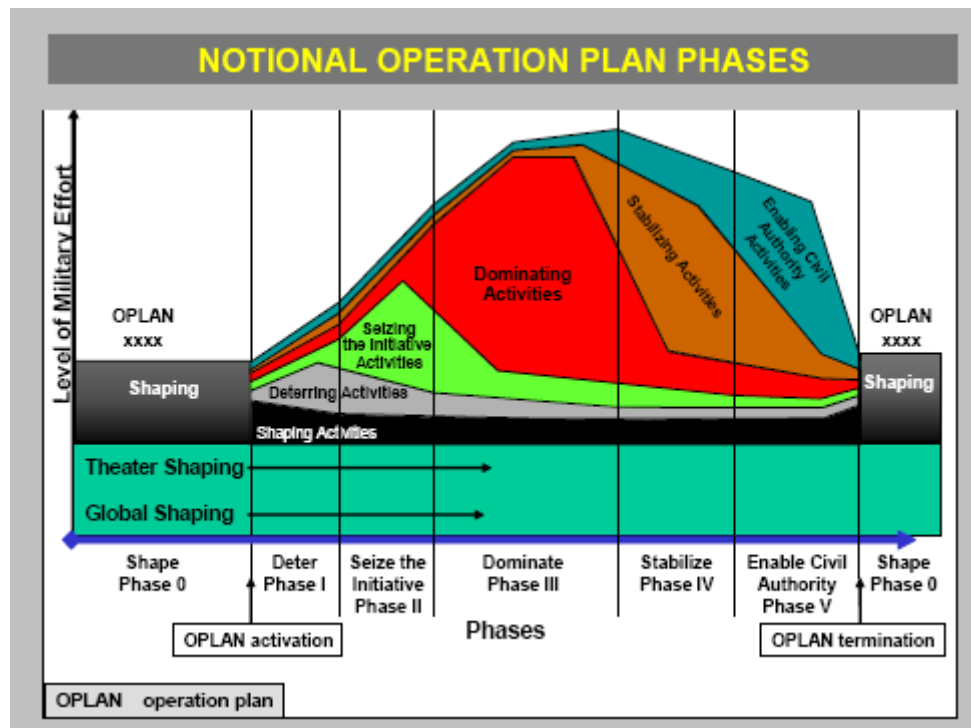 NOTIONAL OPERATION PLAN PHASES
Level of Military Effort
OPLAN
xxxx
Shaping
Seizing
the Initiative
Activities
Deterring Activities
Shaping Activities
Dominating
Activities
Stabilizing Activities
Enabling Civil
Authority
Activities
OPLAN
xxxx
Shaping
Theater Shaping
Global Shaping
Shape
Phase 0
Deter
Phase I
Seize the
Initiative
Phase II
Dominate
Phase III
Stabilize
Phase IV
Enable Civil
Authority
Phase V
Shape
Phase 0
OPLAN activation
Phases
OPLAN termination
OPLAN operation plan